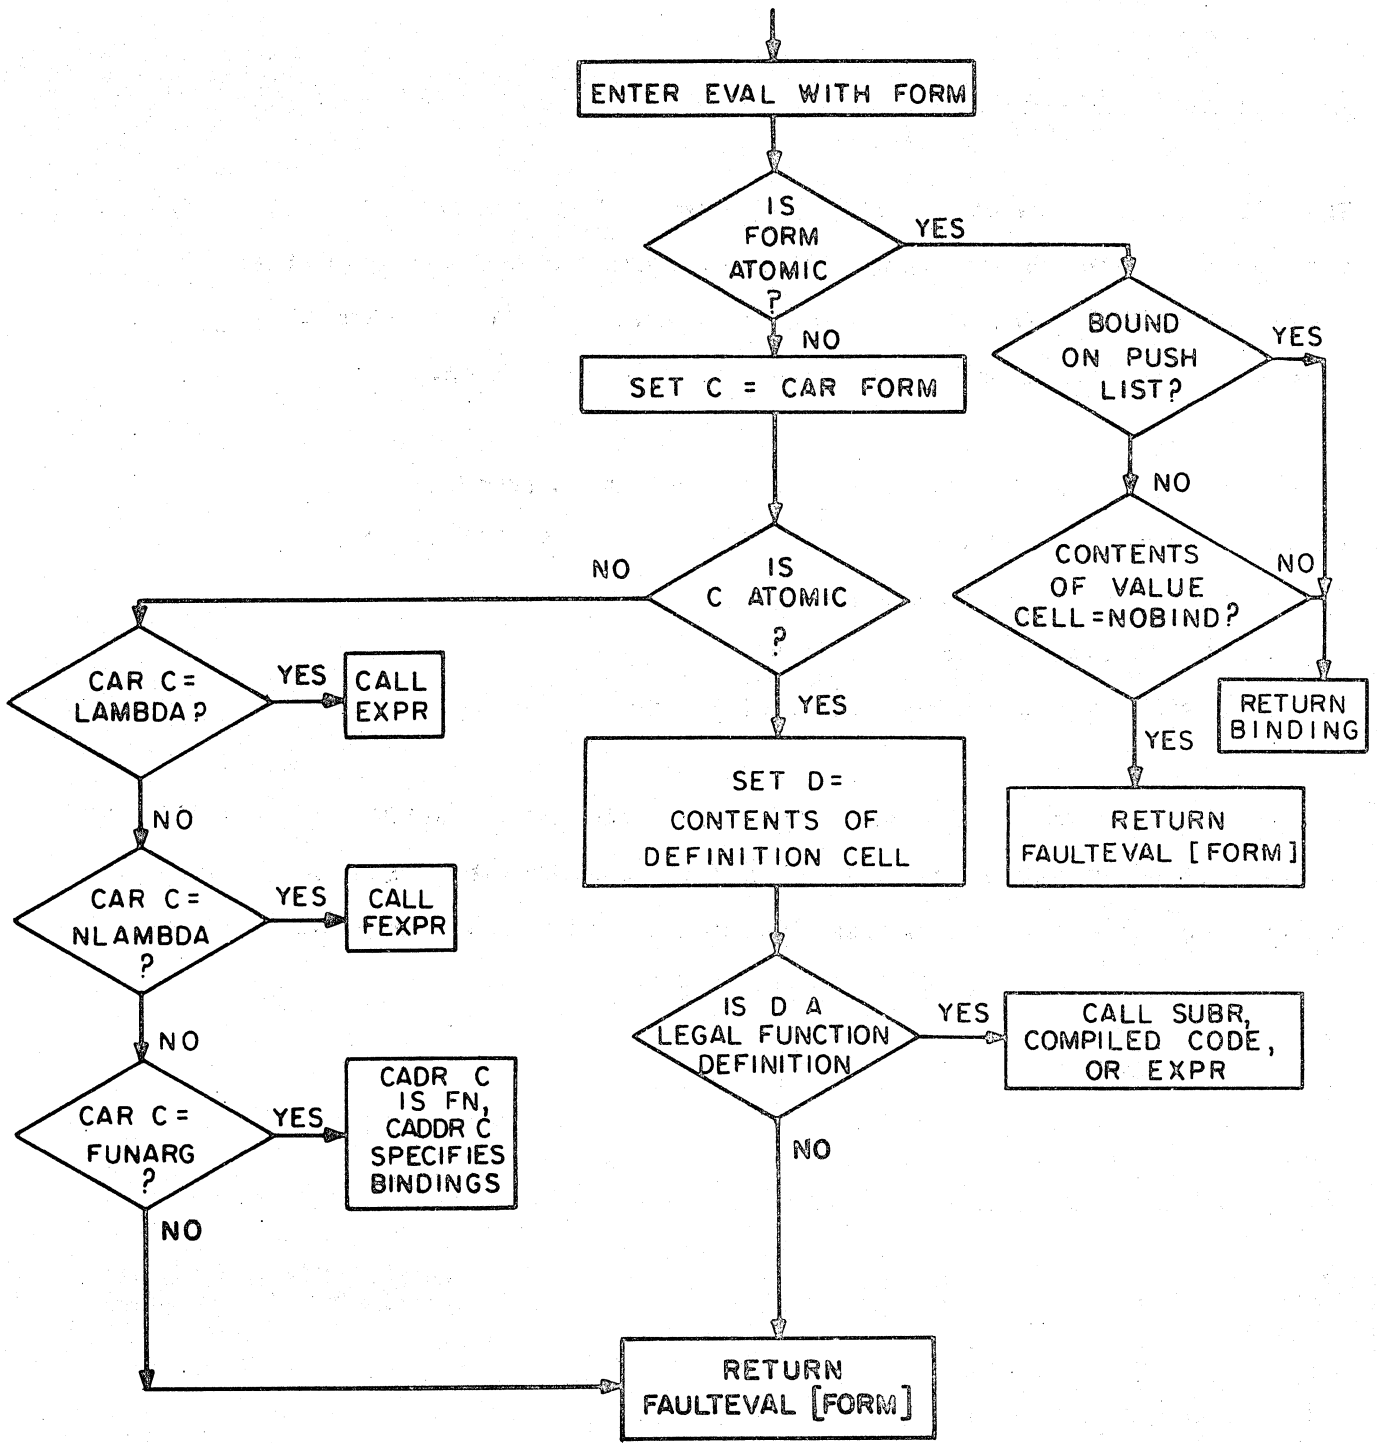 ENTER EVAL WITH FORM
IS
FORM
ATOMIC
?
YES
NO
BOUND
ON PUSH
LIST?
YES
NO
SET C = CAR FORM
IS
C ATOMIC
?
NO
YES
CONTENTS
OF VALUE
CELL=NOBIND?
NO
YES
RETURN
BINDING
RETURN
FAULTEVAL [FORM]
CAR C=
LAMBDA?
YES
CALL
EXPR
NO
SET D=
CONTENTS OF
DEFINITION CELL
CAR C=
NLAMBDA
?
YES
CALL
FEXPR
NO
IS D A
LEGAL FUNCTION
DEFINITION
YES
CALL SUBR,
COMPILED CODE,
OR EXPR
NO
CAR C=
FUNARG
?
YES
CADR C
IS FN,
CADDR C
SPECIFIES
BINDINGS
NO
RETURN
FAULTEVAL [FORM]